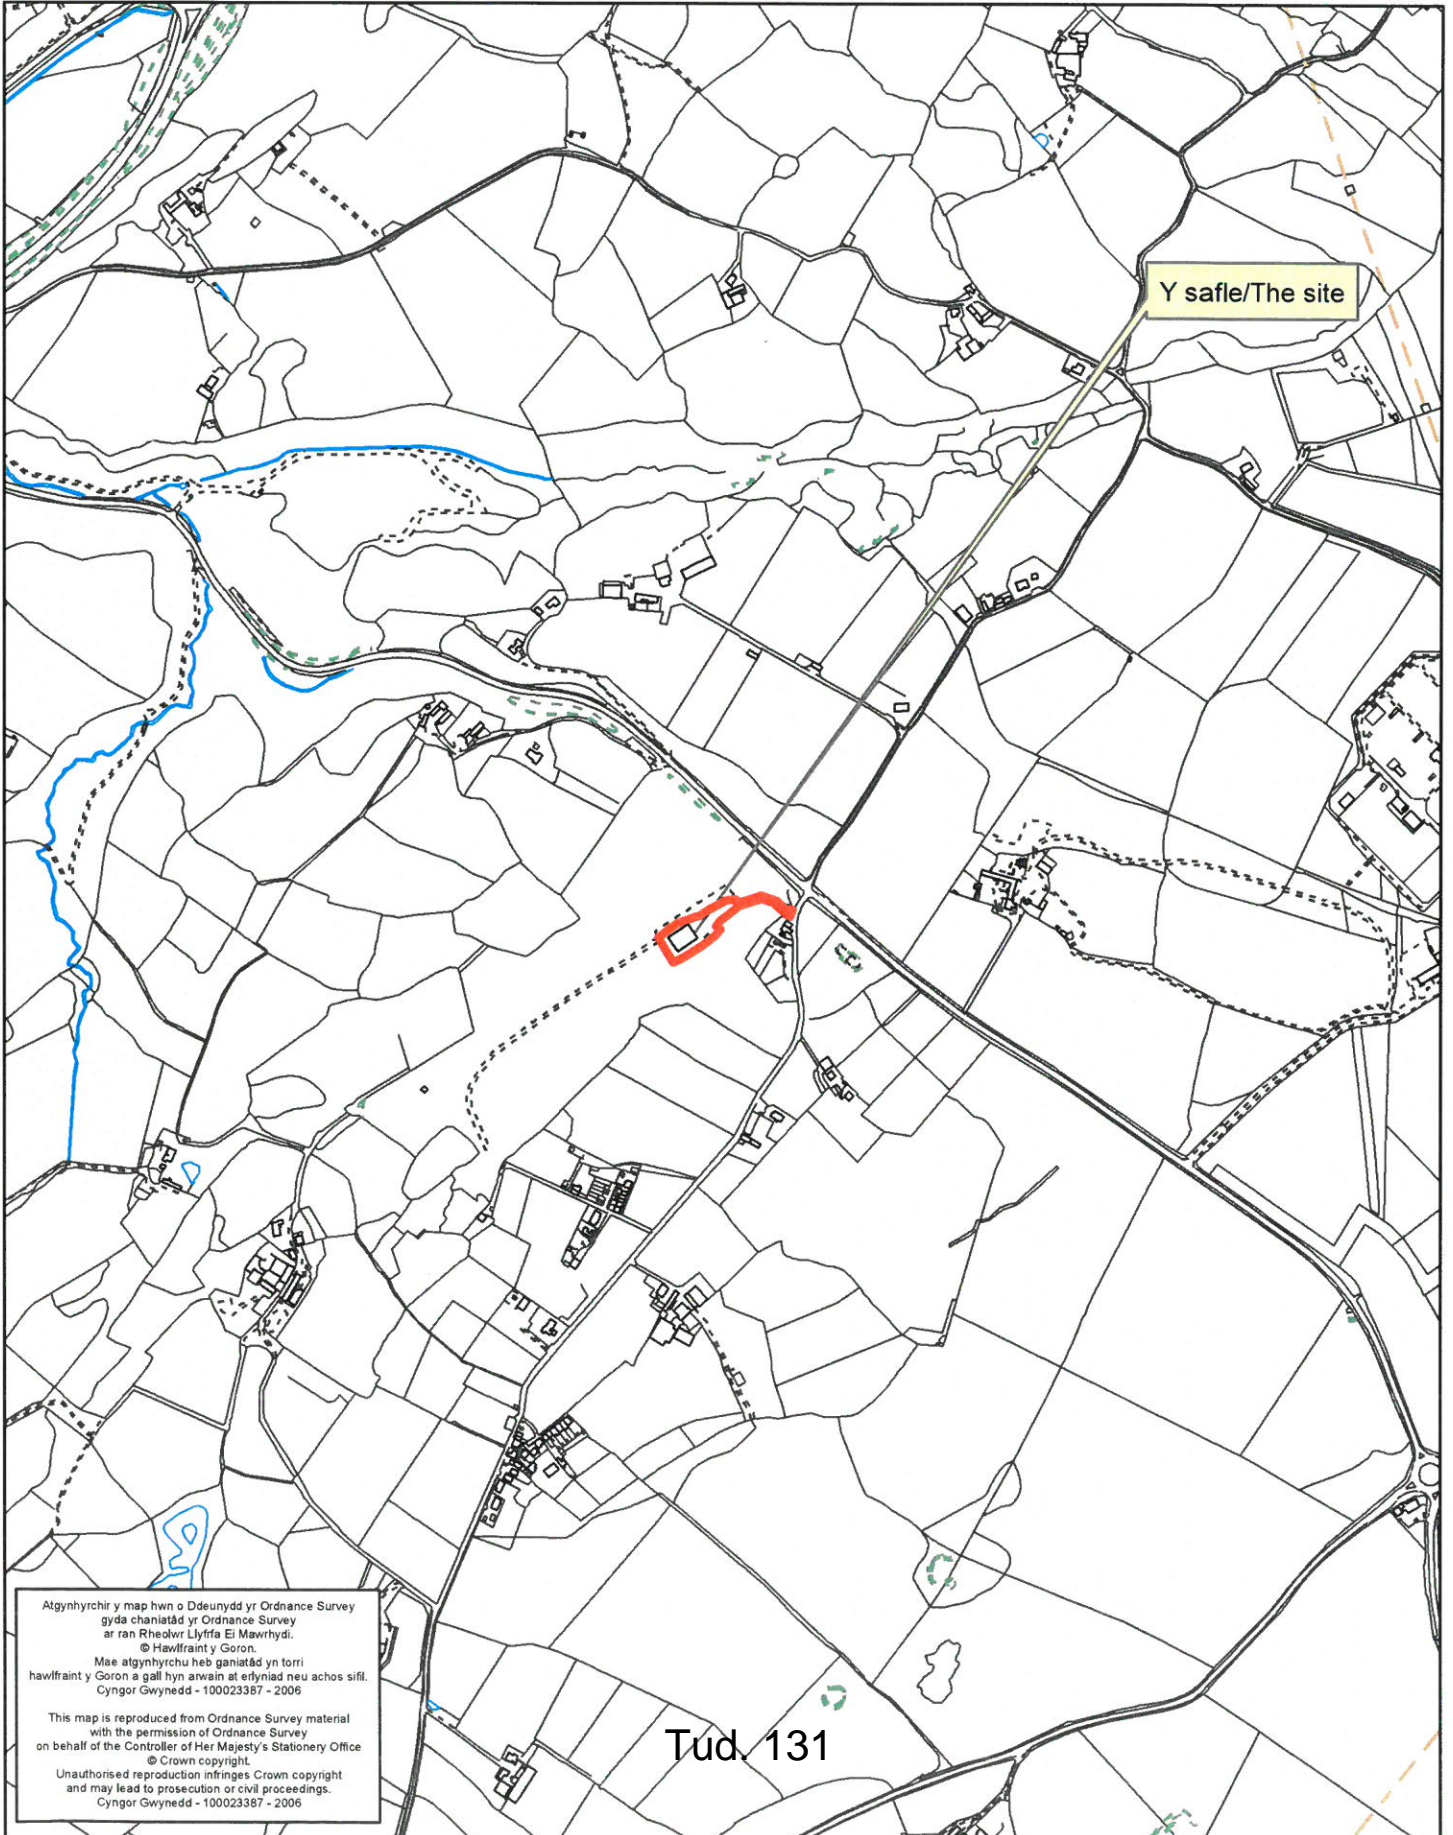 Y safle/The site
Atgynhyrchir y map hwn o Ddeunydd yr Ordnance Survey
gyda chaniatâd yr Ordnance Survey
ar ran Rheolwr Llyfrfa Ei Mawrhydi.
© Hawlfraint y Goron.
Mae atgynhyrchu heb ganiatâd yn torri
hawlfraint y Goron a gall hyn arwain at erlyniad neu achos sifil.
Cyngor Gwynedd - 100023387 - 2006
This map is reproduced from Ordnance Survey material
with the permission of Ordnance Survey
on behalf of the Controller of Her Majesty's Stationery Office
© Crown copyright.
Unauthorised reproduction infringes Crown copyright
and may lead to prosecution or civil proceedings.
Cyngor Gwynedd - 100023387 - 2006
Tud. 131